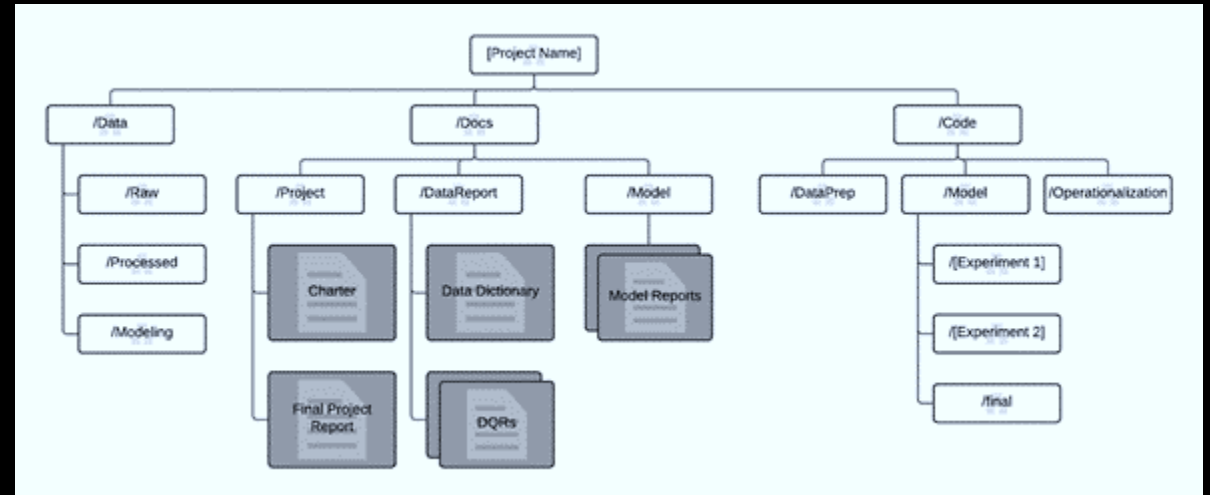 [Project Name]
/Data
/Docs
/Code
/Raw
/Project
/DataReport
/Model
/DataPrep
/Model
/Operationalization
/Processed
Charter
Data Dictionary
Model Reports
/[Experiment 1]
/Modeling
/[Experiment 2]
Final Project
Report
DQRs
/final